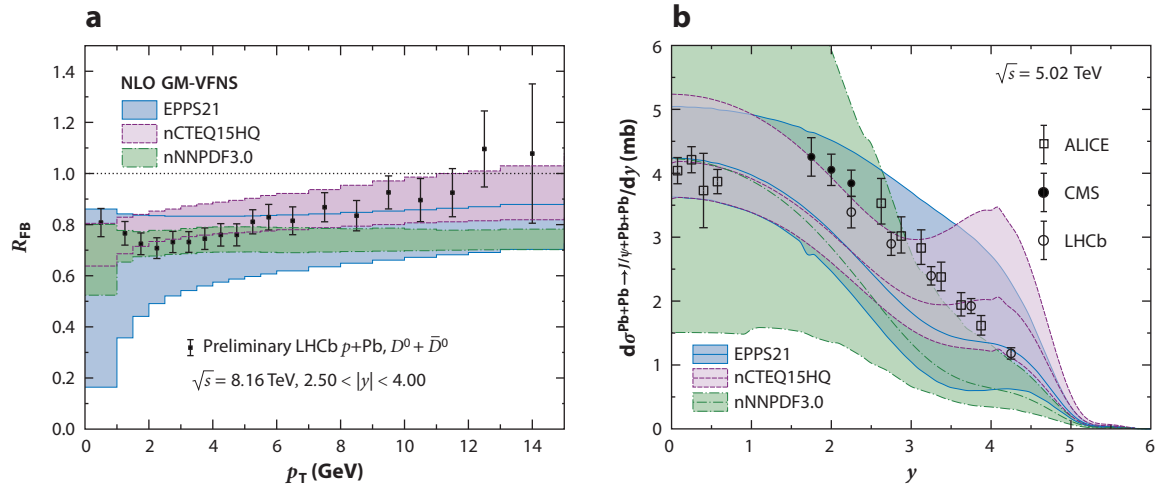 a
NLO GM-VFNS
EPPS21
nCTEQ15HQ
nNNPDF3.0
Preliminary LHCb p+Pb, D⁰ + D̄⁰
√s = 8.16 TeV, 2.50 < |y| < 4.00
R_FB
0.0 0.2 0.4 0.6 0.8 1.0 1.2 1.4
0 2 4 6 8 10 12 14
p_T (GeV)
b
√s = 5.02 TeV
ALICE
CMS
LHCb
EPPS21
nCTEQ15HQ
nNNPDF3.0
dσ^Pb+Pb→J/ψ+Pb+Pb/dy (mb)
0 1 2 3 4 5 6
0 1 2 3 4 5 6
y